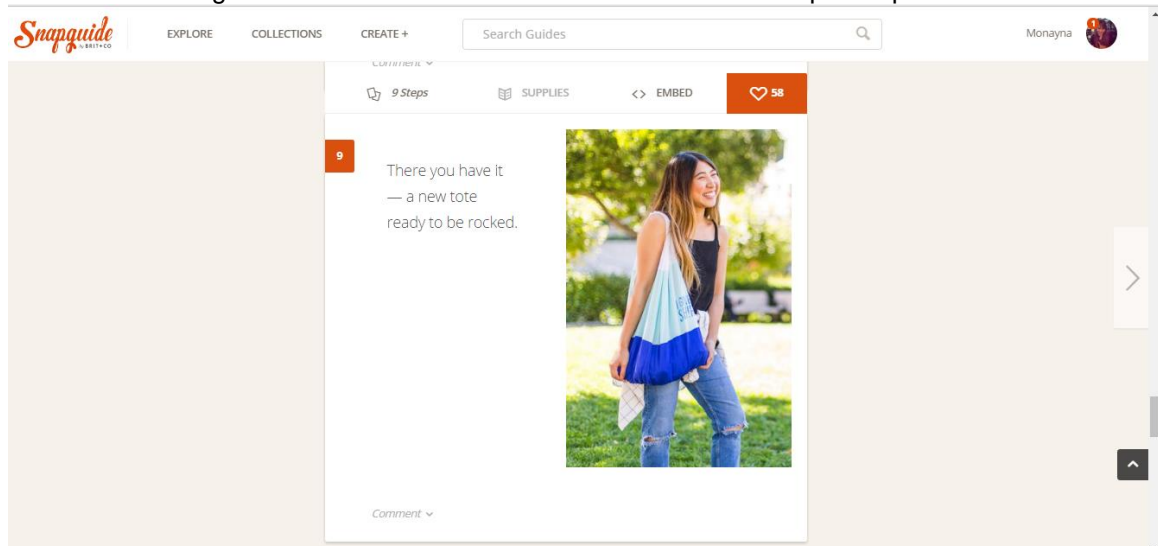 Snapguide
by BRIT+CO
EXPLORE COLLECTIONS CREATE + Search Guides Monayna 1
Comment
9 Steps SUPPLIES <> EMBED 58
9
There you have it
— a new tote
ready to be rocked.
Comment